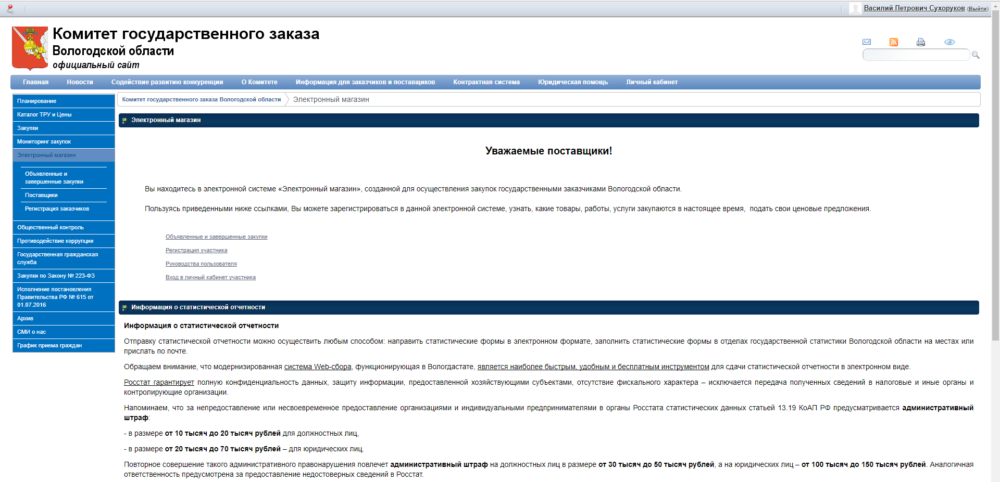 Василий Петрович Сухоруков (Выйти)
Комитет государственного заказа
Вологодской области
официальный сайт
Главная Новости Содействие развитию конкуренции О Комитете Информация для заказчиков и поставщиков Контрактная система Юридическая помощь Личный кабинет
Планирование
Каталог ТРУ и Цены
Закупки
Мониторинг закупок
Электронный магазин
Объявленные и
завершенные закупки
Поставщики
Регистрация заказчиков
Общественный контроль
Противодействие коррупции
Государственная гражданская
служба
Закупки по Закону № 223-ФЗ
Исполнение постановления
Правительства РФ № 615 от
01.07.2016
Архив
СМИ о нас
График приема граждан
Комитет государственного заказа Вологодской области Электронный магазин
Электронный магазин
Уважаемые поставщики!
Вы находитесь в электронной системе «Электронный магазин», созданной для осуществления закупок государственными заказчиками Вологодской области.
Пользуясь приведенными ниже ссылками, Вы можете зарегистрироваться в данной электронной системе, узнать, какие товары, работы, услуги закупаются в настоящее время, подать свои ценовые предложения.
Объявленные и завершенные закупки
Регистрация участника
Руководства пользователя
Вход в личный кабинет участника
Информация о статистической отчетности
Информация о статистической отчетности
Отправку статистической отчетности можно осуществить любым способом: направить статистические формы в электронном формате, заполнить статистические формы в отделах государственной статистики Вологодской области на местах или
прислать по почте.
Обращаем внимание, что модернизированная система Web-сбора, функционирующая в Вологдастате, является наиболее быстрым, удобным и бесплатным инструментом для сдачи статистической отчетности в электронном виде.
Росстат гарантирует полную конфиденциальность данных, защиту информации, предоставленной хозяйствующими субъектами, отсутствие фискального характера – исключается передача полученных сведений в налоговые и иные органы и
контролирующие организации.
Напоминаем, что за непредоставление или несвоевременное предоставление организациями и индивидуальными предпринимателями в органы Росстата статистических данных статьей 13.19 КоАП РФ предусматривается административный
штраф:
- в размере от 10 тысяч до 20 тысяч рублей для должностных лиц,
- в размере от 20 тысяч до 70 тысяч рублей – для юридических лиц.
Повторное совершение такого административного правонарушения повлечет административный штраф на должностных лиц в размере от 30 тысяч до 50 тысяч рублей, а на юридических лиц – от 100 тысяч до 150 тысяч рублей. Аналогичная
ответственность предусмотрена за предоставление недостоверных сведений в Росстат.